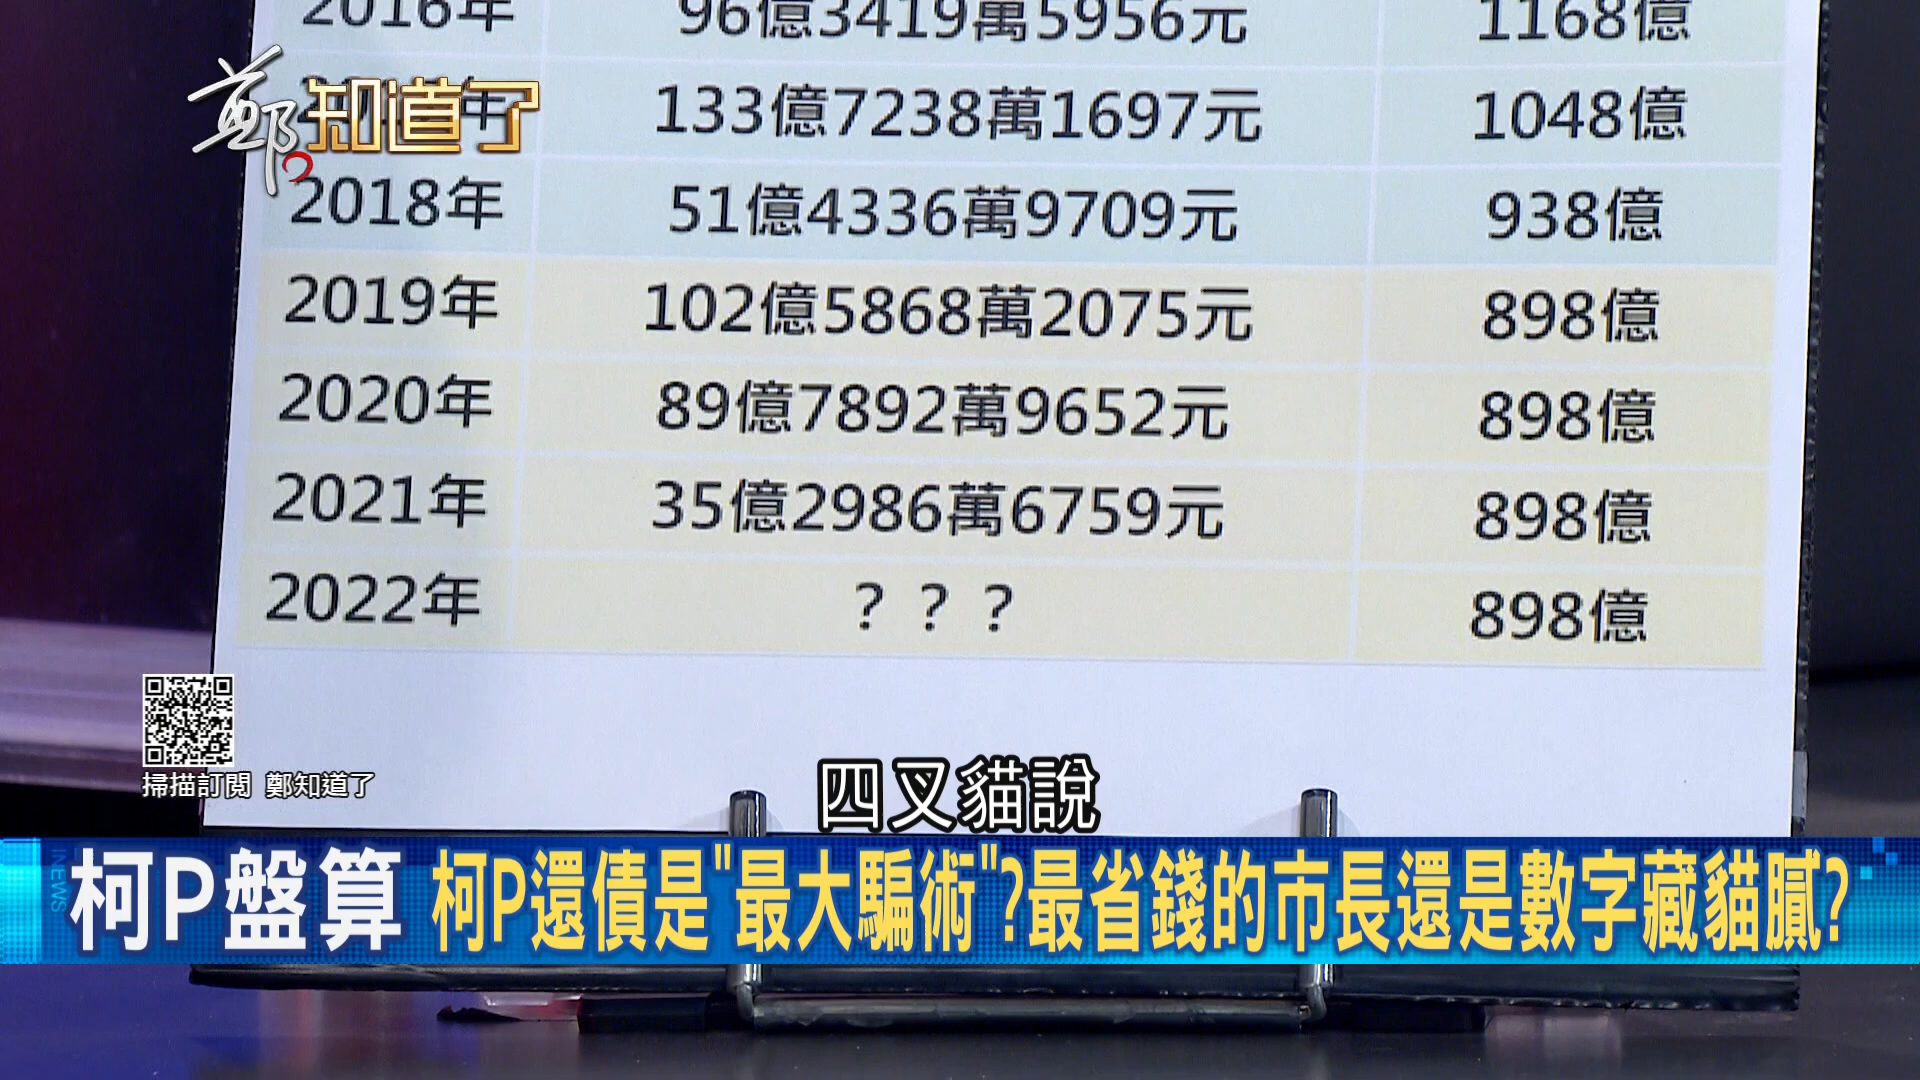 2016年 96億3419萬5956元 1168億
鄭知道了
年 133億7238萬1697元 1048億
2018年 51億4336萬9709元 938億
2019年 102億5868萬2075元 898億
2020年 89億7892萬9652元 898億
2021年 35億2986萬6759元 898億
2022年 ？？？ 898億
掃描訂閱 鄭知道了
四叉貓說
INEWS
柯P盤算 柯P還債是"最大騙術"?最省錢的市長還是數字藏貓膩?